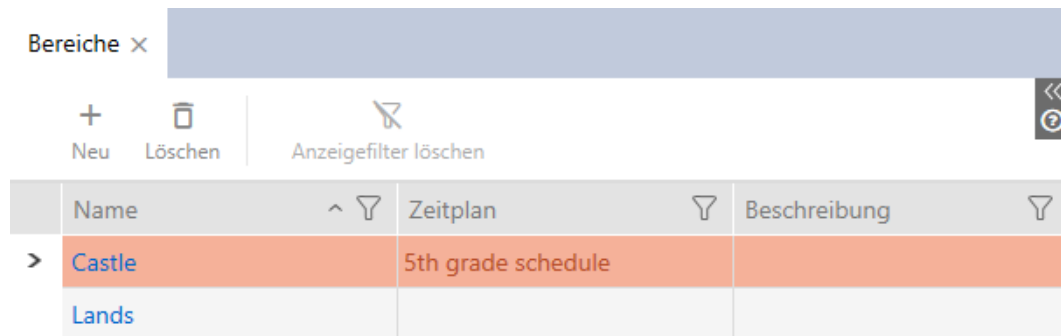 Bereiche
Neu Löschen Anzeigefilter löschen
Name Zeitplan Beschreibung
Castle 5th grade schedule
Lands